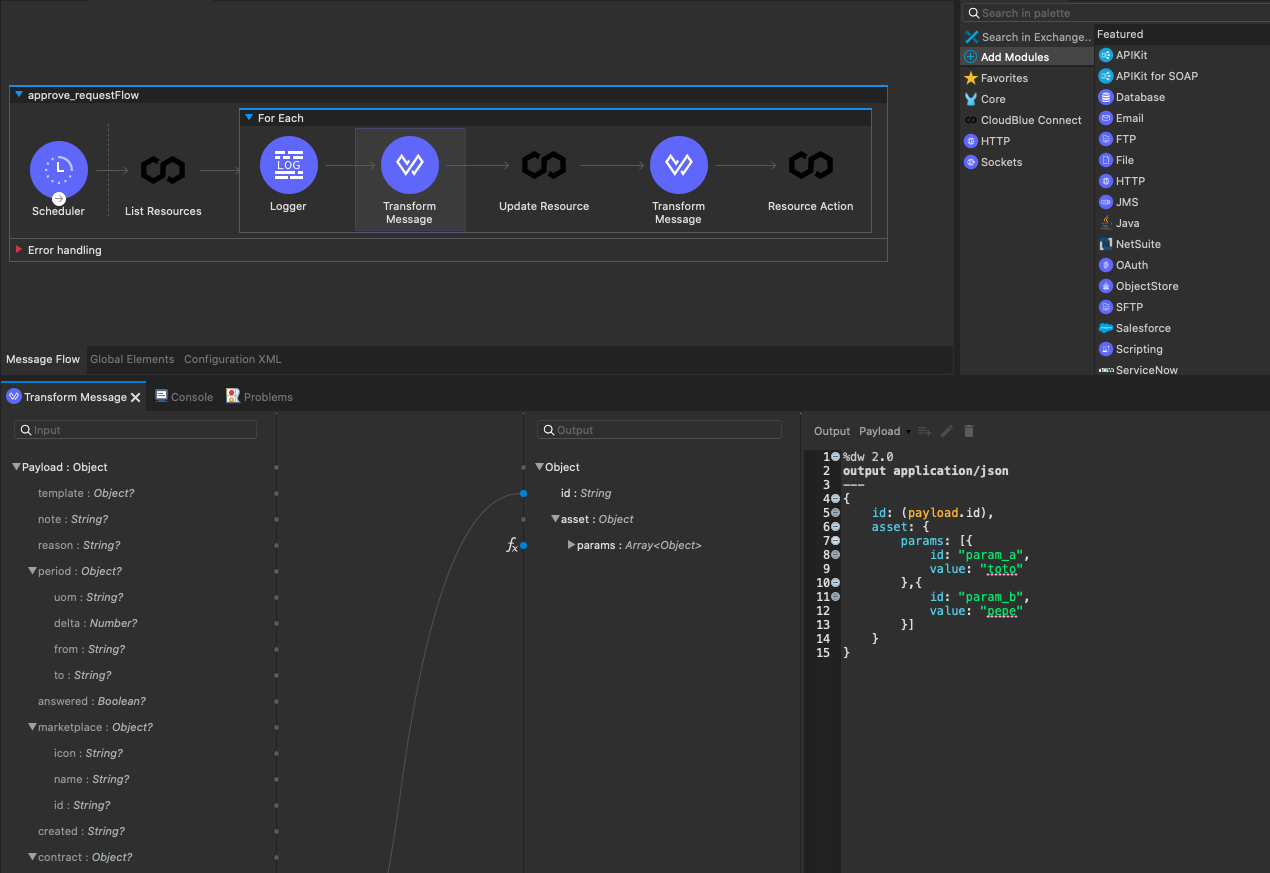 approve_requestFlow
For Each
LOG
Scheduler
List Resources
Logger
Transform
Message
Update Resource
Transform
Message
Resource Action
Error handling
Message Flow
Global Elements
Configuration XML
Search in palette
Search in Exchange..
Add Modules
Favorites
Core
CloudBlue Connect
HTTP
Sockets
Featured
APIKit
APIKit for SOAP
Database
Email
FTP
File
HTTP
JMS
Java
NetSuite
OAuth
ObjectStore
SFTP
Salesforce
Scripting
ServiceNow
Transform Message
Console
Problems
Input
Payload : Object
template : Object?
note : String?
reason : String?
period : Object?
uom : String?
delta : Number?
from : String?
to : String?
answered : Boolean?
marketplace : Object?
icon : String?
name : String?
id : String?
created : String?
contract : Object?
fx
Output
Object
id : String
asset : Object
params : Array<Object>
Output Payload
1 %dw 2.0
2 output application/json
3 ---
4 {
5 id: (payload.id),
6 asset: {
7 params: [{
8 id: "param_a",
9 value: "toto"
10 },{
11 id: "param_b",
12 value: "pepe"
13 }]
14 }
15 }